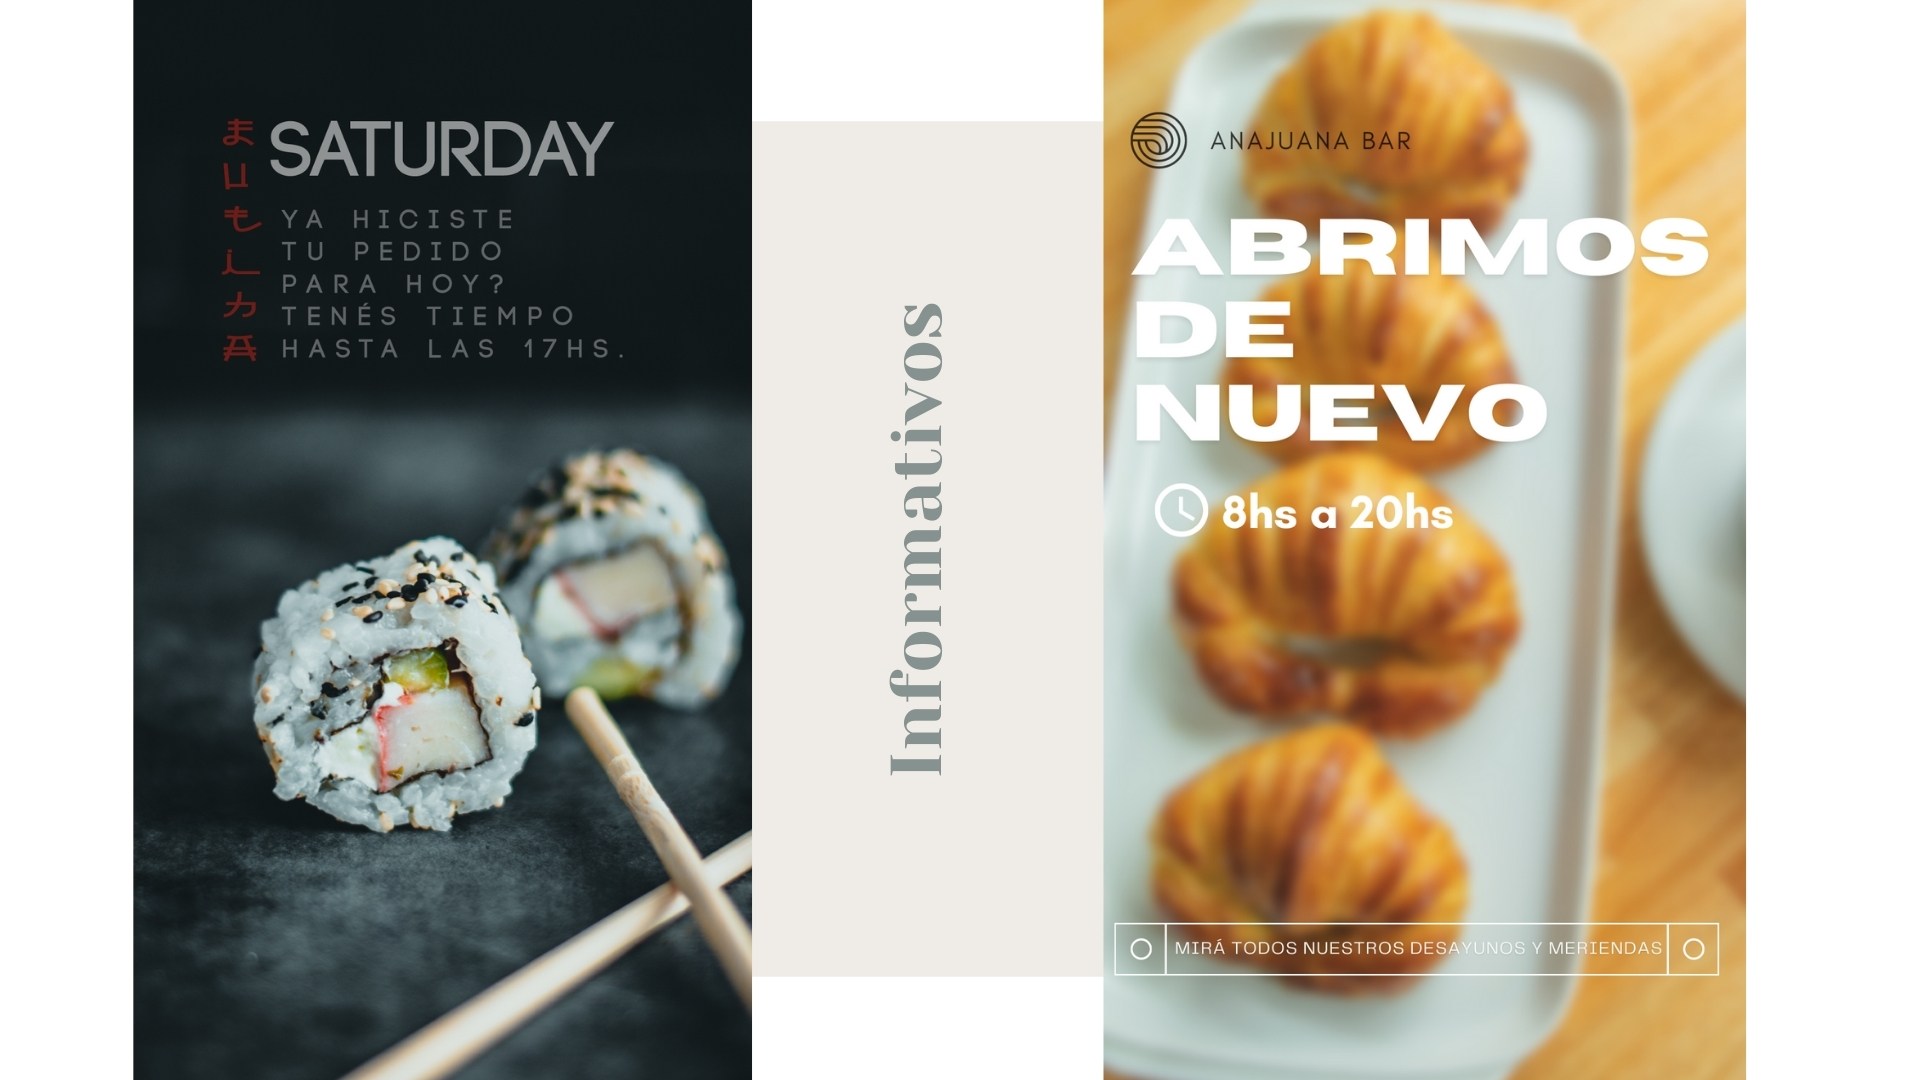 SATURDAY
YA HICISTE
TU PEDIDO
PARA HOY?
TENÉS TIEMPO
HASTA LAS 17HS.
Informativos
ANAJUANA BAR
ABRIMOS
DE
NUEVO
8hs a 20hs
MIRÁ TODOS NUESTROS DESAYUNOS Y MERIENDAS